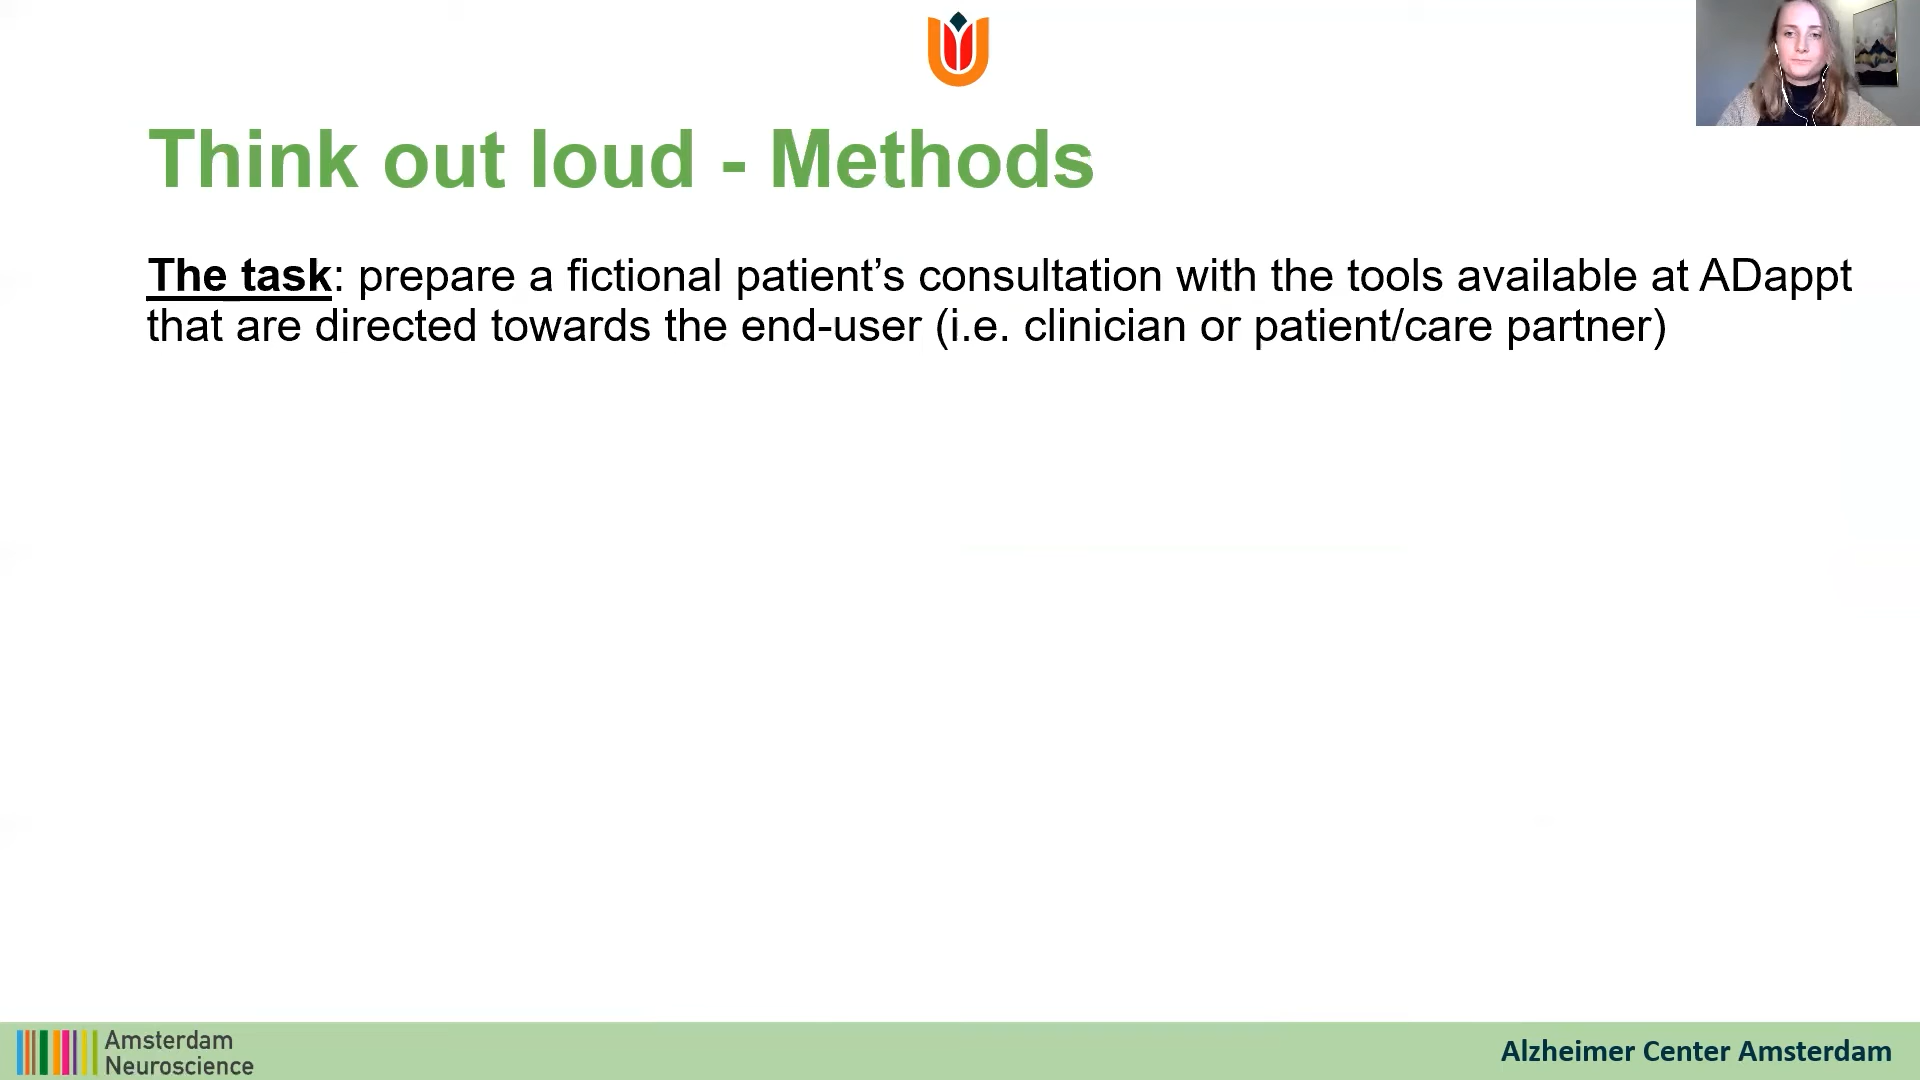 Think out loud - Methods
The task: prepare a fictional patient’s consultation with the tools available at ADappt
that are directed towards the end-user (i.e. clinician or patient/care partner)
Amsterdam
Neuroscience
Alzheimer Center Amsterdam